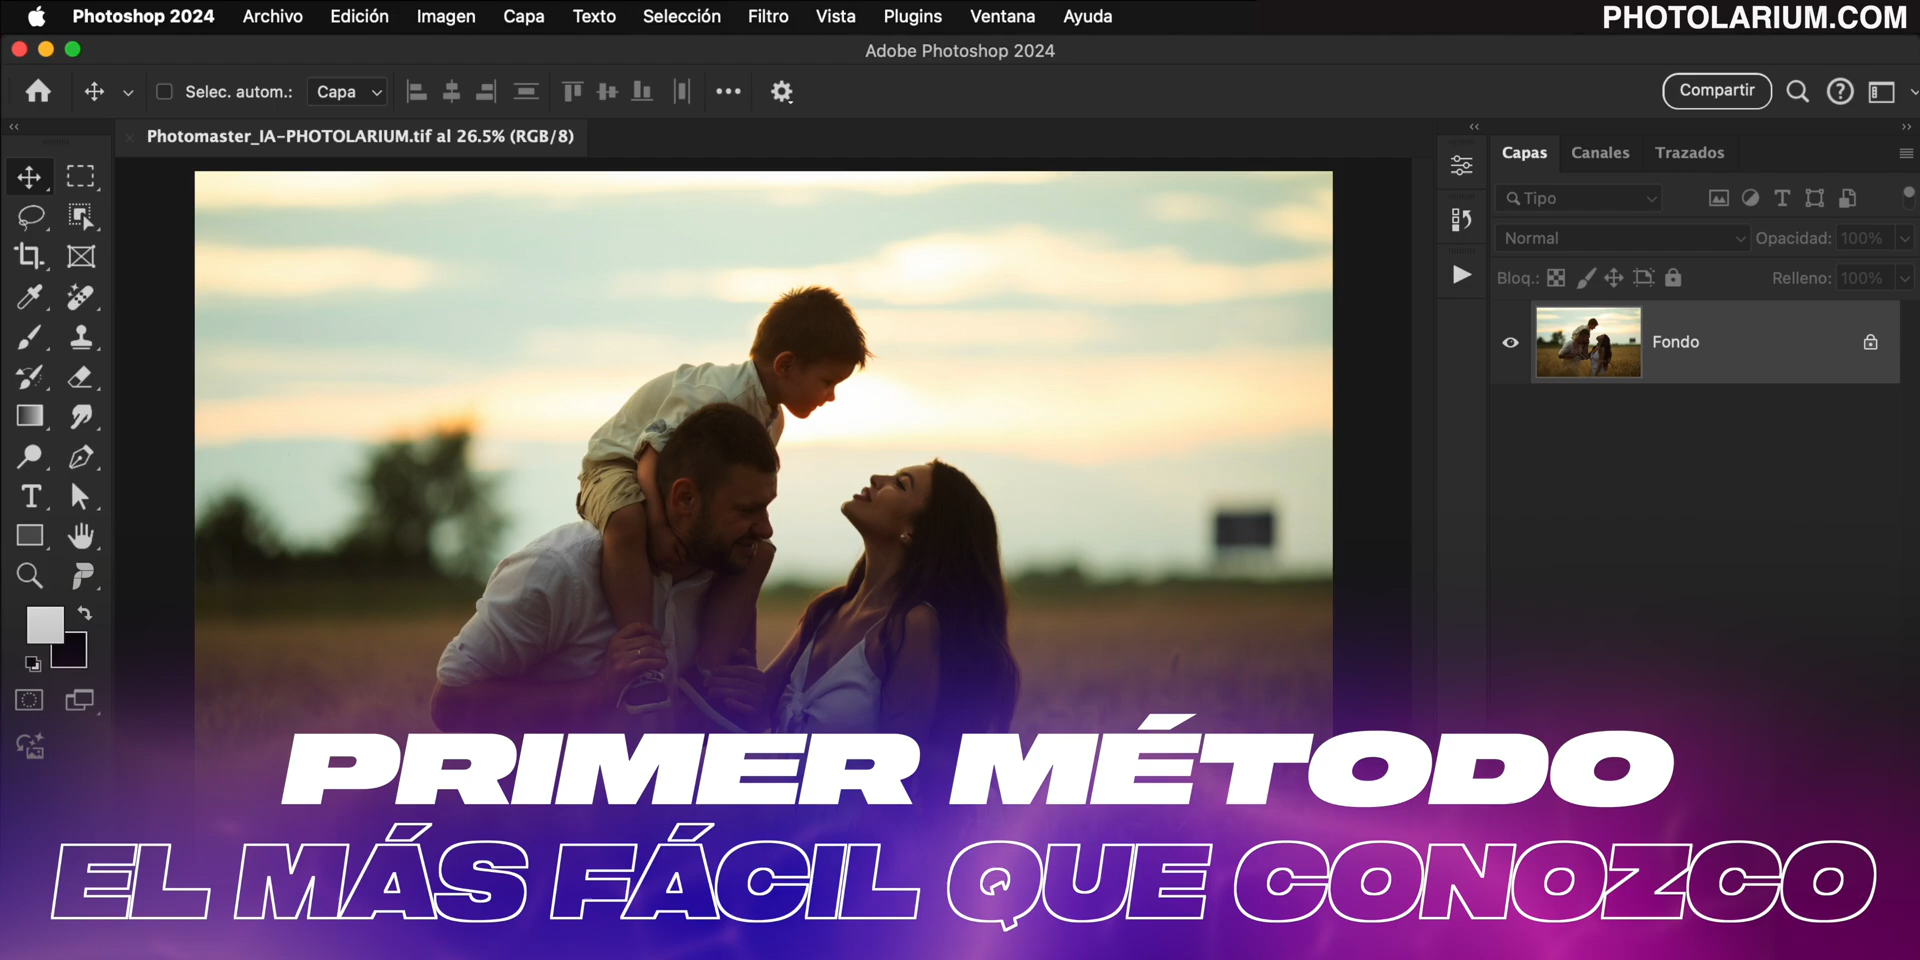 Photoshop 2024 Archivo Edición Imagen Capa Texto Selección Filtro Vista Plugins Ventana Ayuda
PHOTOLARIUM.COM
Adobe Photoshop 2024
Selec. autom.: Capa
Compartir
Photomaster_IA-PHOTOLARIUM.tif al 26.5% (RGB/8)
Capas Canales Trazados
Tipo
Normal Opacidad: 100%
Bloq.: Relleno: 100%
Fondo
PRIMER MÉTODO
EL MÁS FÁCIL QUE CONOZCO